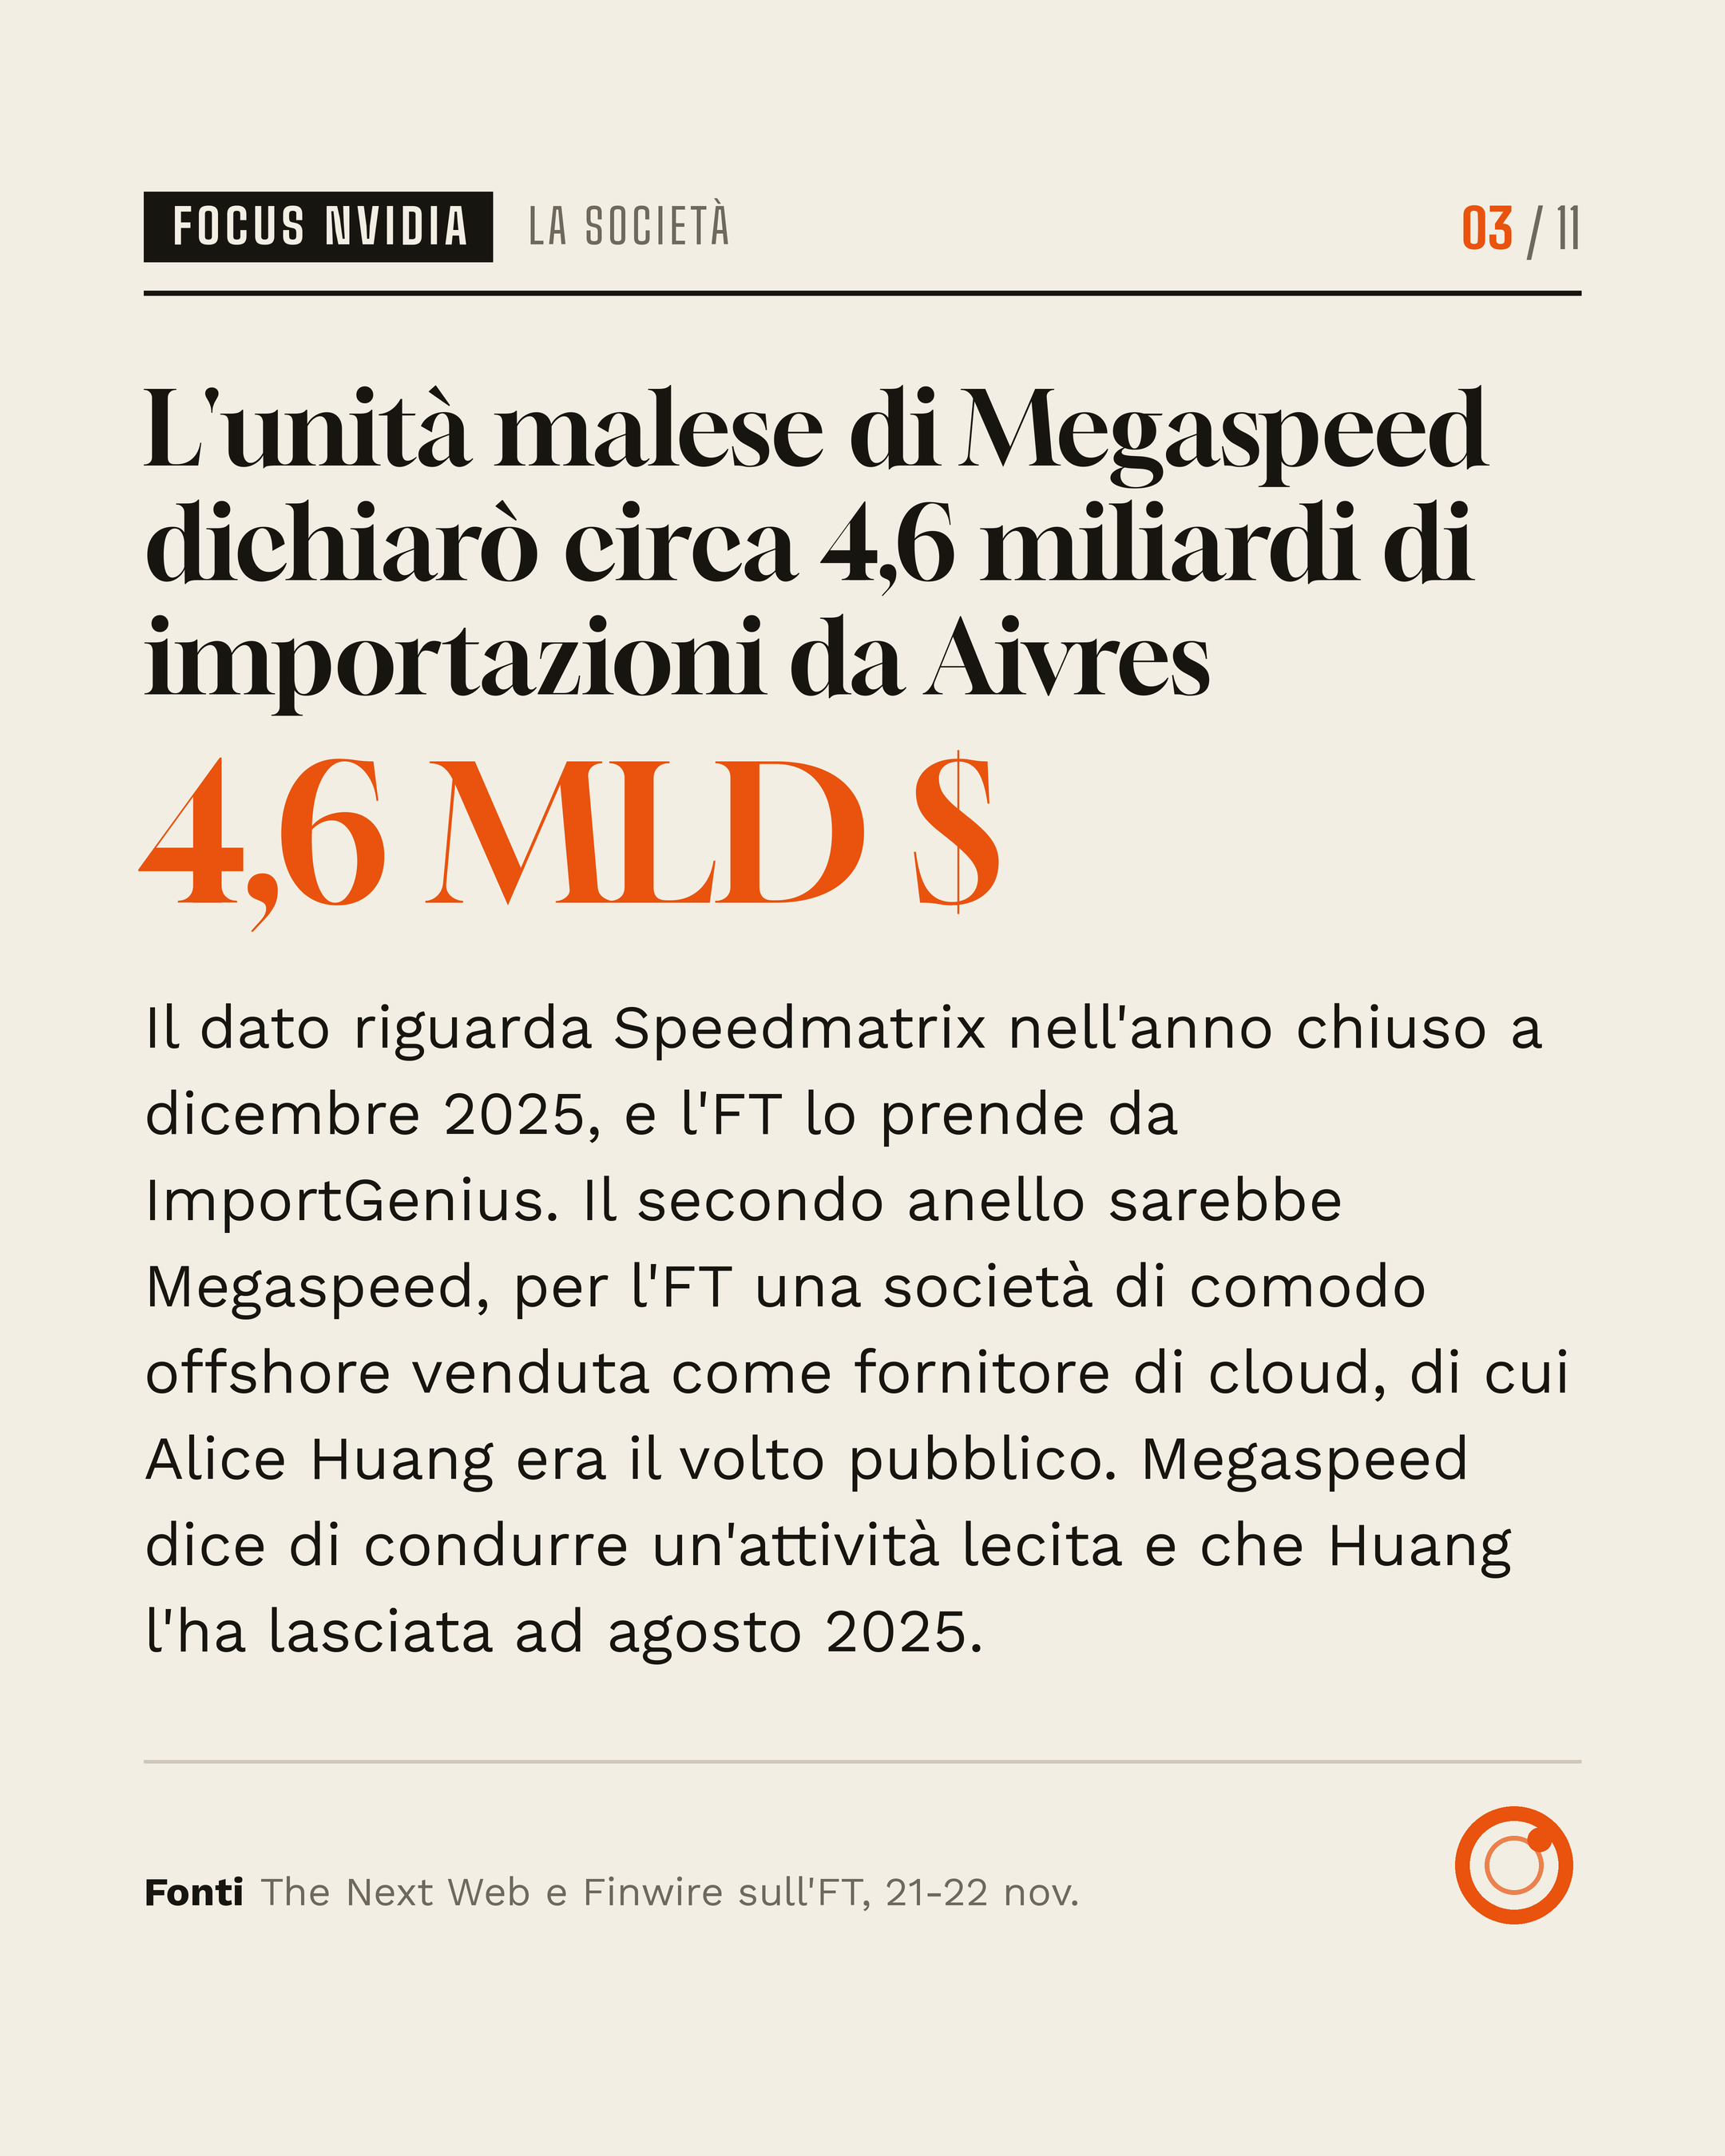 FOCUS NVIDIA LA SOCIETÀ 03 / 11
L'unità malese di Megaspeed
dichiarò circa 4,6 miliardi di
importazioni da Aivres
4,6 MLD $
Il dato riguarda Speedmatrix nell'anno chiuso a
dicembre 2025, e l'FT lo prende da
ImportGenius. Il secondo anello sarebbe
Megaspeed, per l'FT una società di comodo
offshore venduta come fornitore di cloud, di cui
Alice Huang era il volto pubblico. Megaspeed
dice di condurre un'attività lecita e che Huang
l'ha lasciata ad agosto 2025.
Fonti The Next Web e Finwire sull'FT, 21-22 nov.